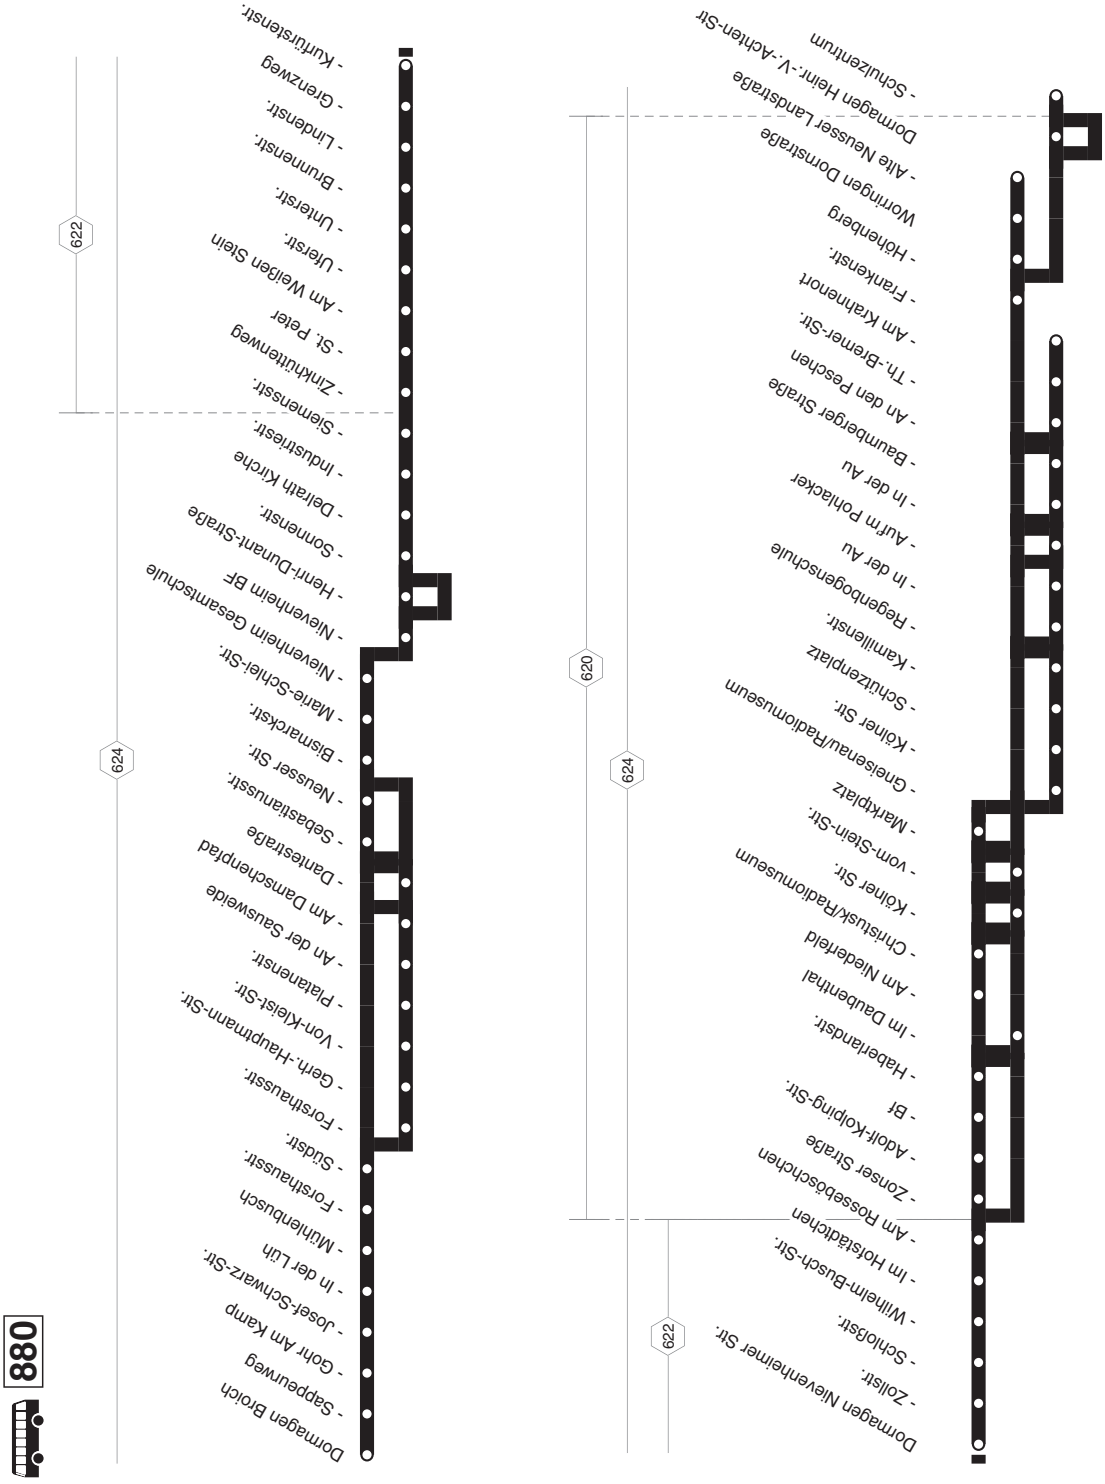 880
624
622
Dormagen Broich
- Sappeurweg
- Gohr Am Kamp
- Josef-Schwarz-Str.
- In der Lüh
- Mühlenbusch
- Forsthausstr.
- Südstr.
- Forsthausstr.
- Gerh.-Hauptmann-Str.
- Von-Kleist-Str.
- Platanenstr.
- An der Sausweide
- Am Damschenpfad
- Dantestraße
- Sebastianusstr.
- Neusser Str
- Bismarckstr.
- Marie-Schlei-Str.
- Nievenheim Gesamtschule
- Nievenheim BF
- Henri-Dunant-Straße
- Sonnenstr.
- Delrath Kirche
- Industriestr.
- Siemensstr.
- Zinkhüttenweg
- St. Peter
- Am Weißen Stein
- Uferstr.
- Unterstr.
- Brunnenstr.
- Lindenstr.
- Grenzweg
- Kurfürstenstr.
620
624
622
Dormagen Nievenheimer Str.
- Zollstr.
- Schloßstr.
- Wilhelm-Busch-Str.
- Im Hofstädtchen
- Am Rosseböschchen
- Zonser Straße
- Adolf-Kolping-Str.
- Bf
- Haberlandstr.
- Im Daubenthal
- Am Niederfeld
- Christusk/Radiomuseum
- Kölner Str.
- vom-Stein-Str.
- Marktplatz
- Gneisenau/Radiomuseum
- Kölner Str.
- Schützenplatz
- Kamillenstr.
- Regenbogenschule
- In der Au
- Auf'm Pohlacker
- In der Au
- Baumberger Straße
- An den Peschen
- Th.-Bremer-Str.
- Am Krahnenort
- Frankenstr.
- Höhenberg
Worringen Dornstraße
- Alte Neusser Landstraße
Dormagen Heinr.-V.-Achten-Str
- Schulzentrum